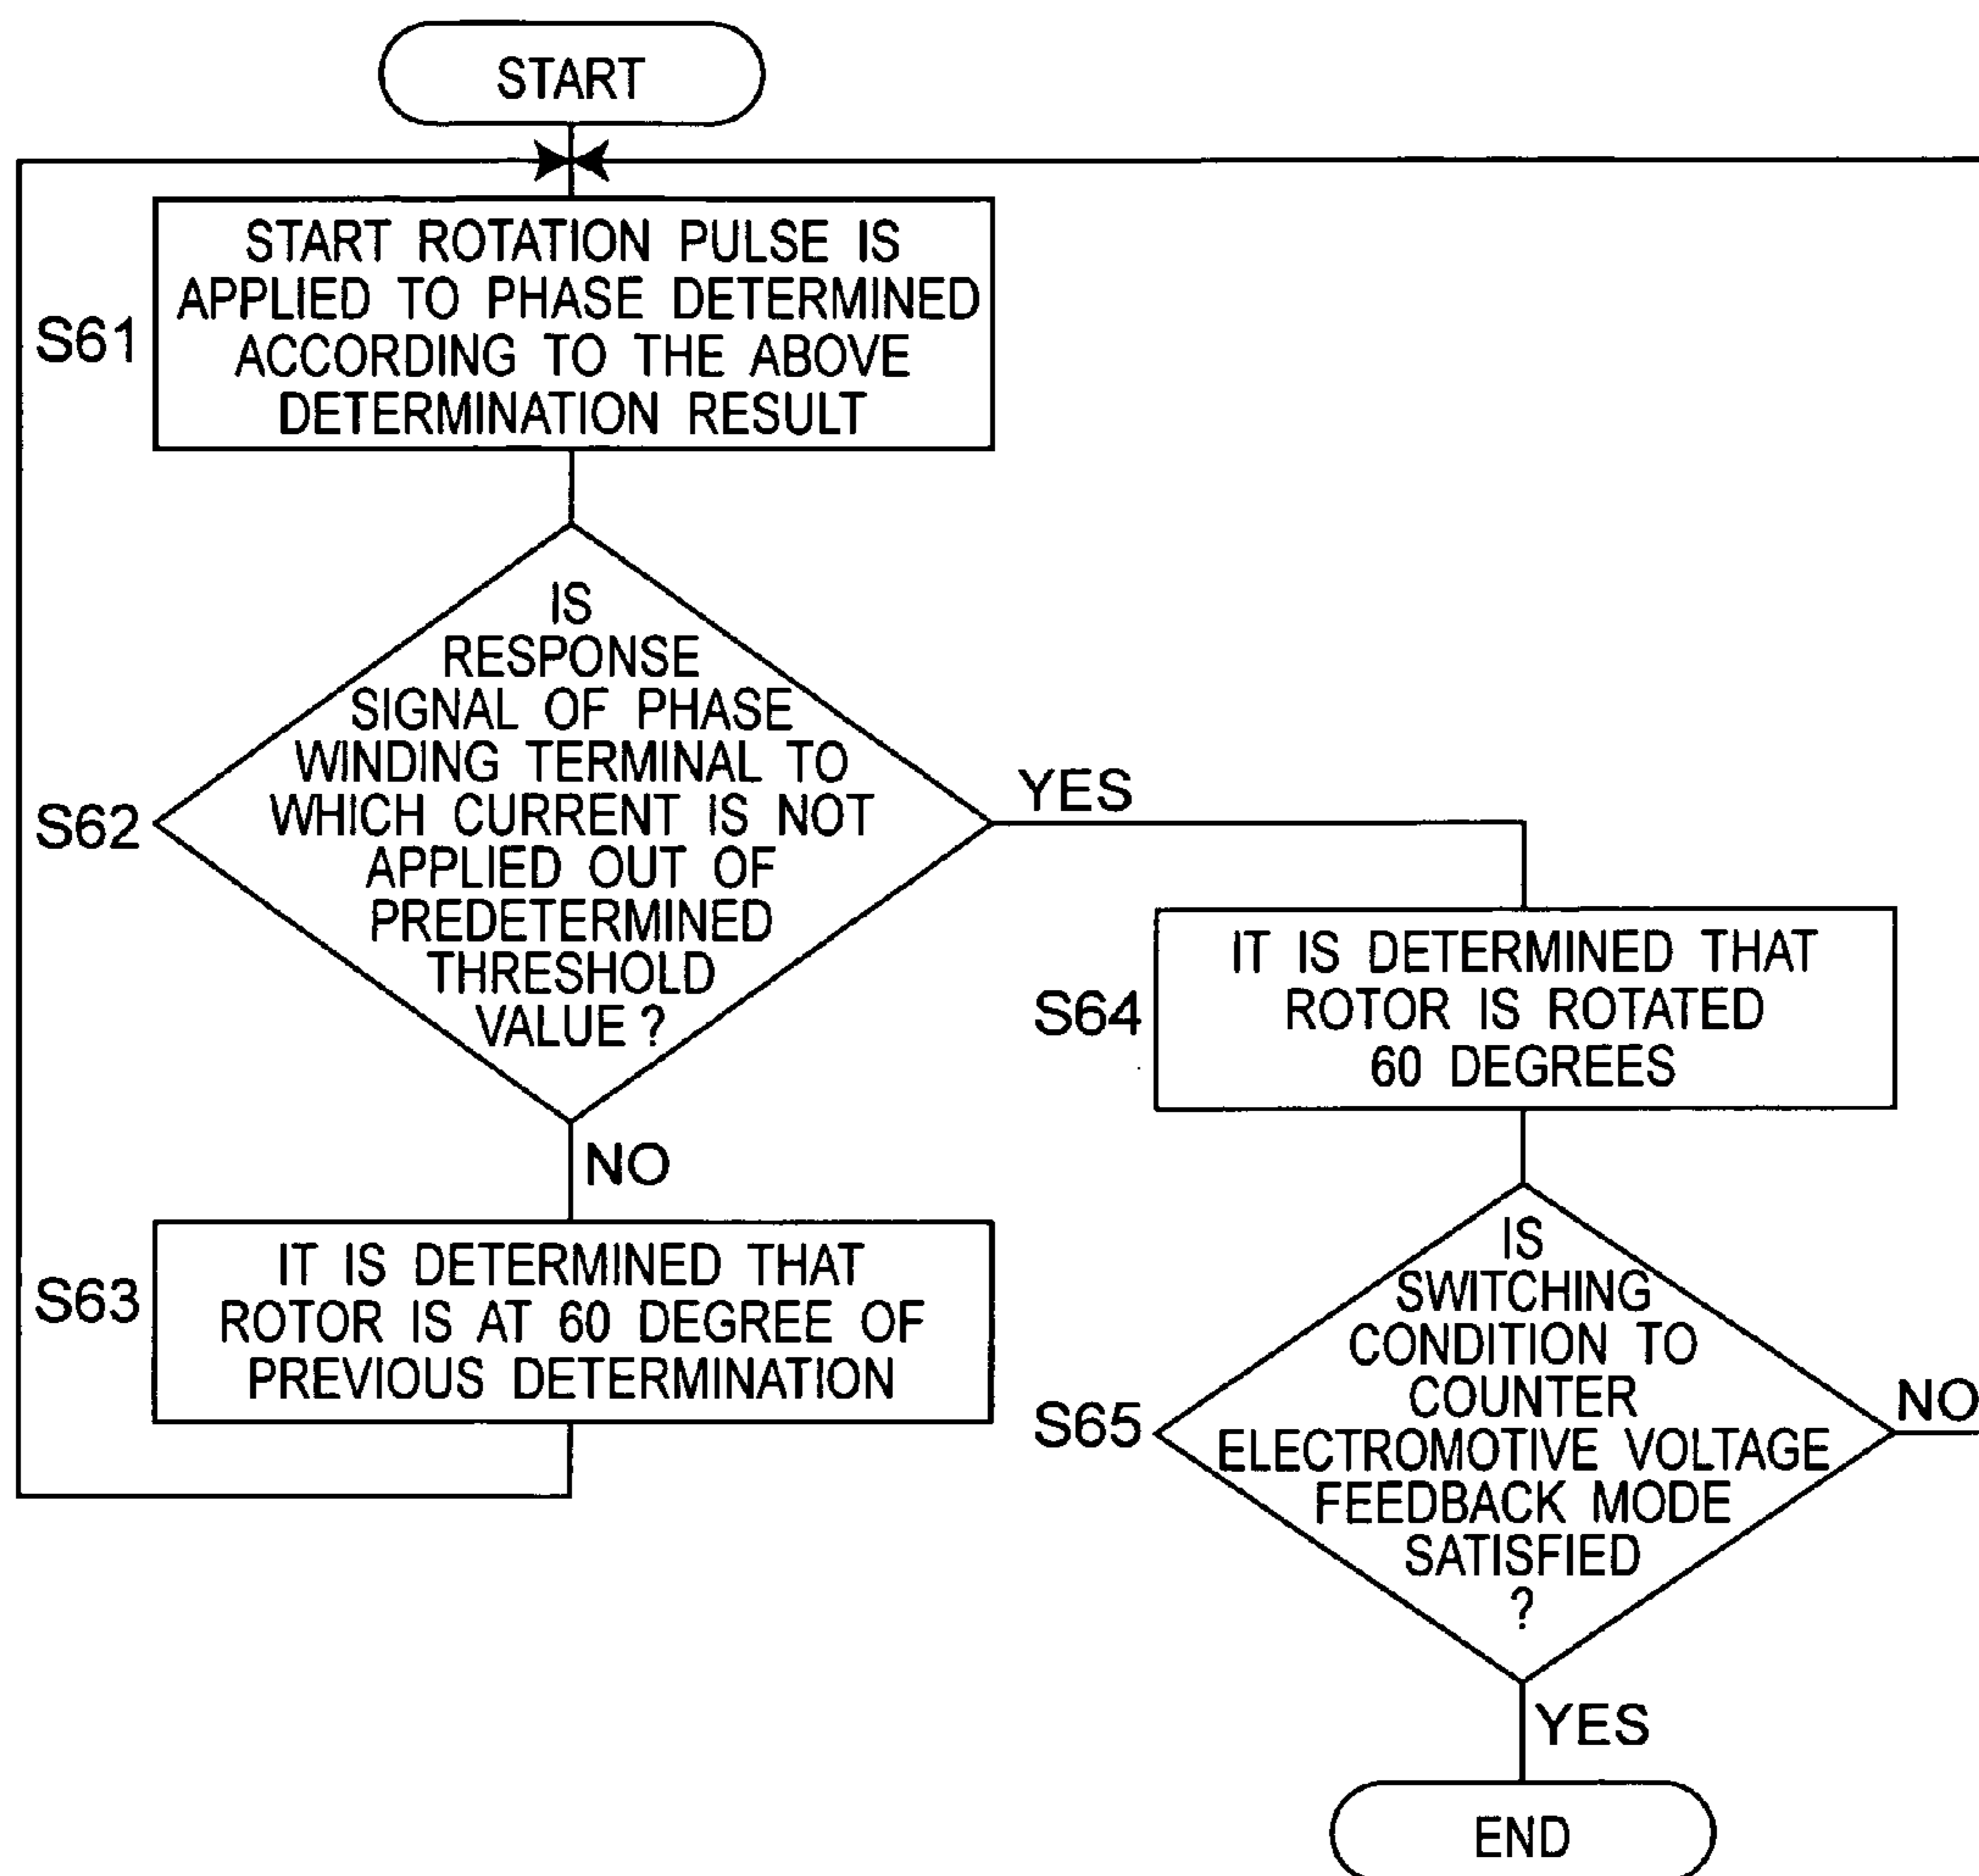 START
S61
START ROTATION PULSE IS
APPLIED TO PHASE DETERMINED
ACCORDING TO THE ABOVE
DETERMINATION RESULT
S62
IS
RESPONSE
SIGNAL OF PHASE
WINDING TERMINAL TO
WHICH CURRENT IS NOT
APPLIED OUT OF
PREDETERMINED
THRESHOLD
VALUE ?
YES
NO
S63
IT IS DETERMINED THAT
ROTOR IS AT 60 DEGREE OF
PREVIOUS DETERMINATION
S64
IT IS DETERMINED THAT
ROTOR IS ROTATED
60 DEGREES
S65
IS
SWITCHING
CONDITION TO
COUNTER
ELECTROMOTIVE VOLTAGE
FEEDBACK MODE
SATISFIED
?
NO
YES
END